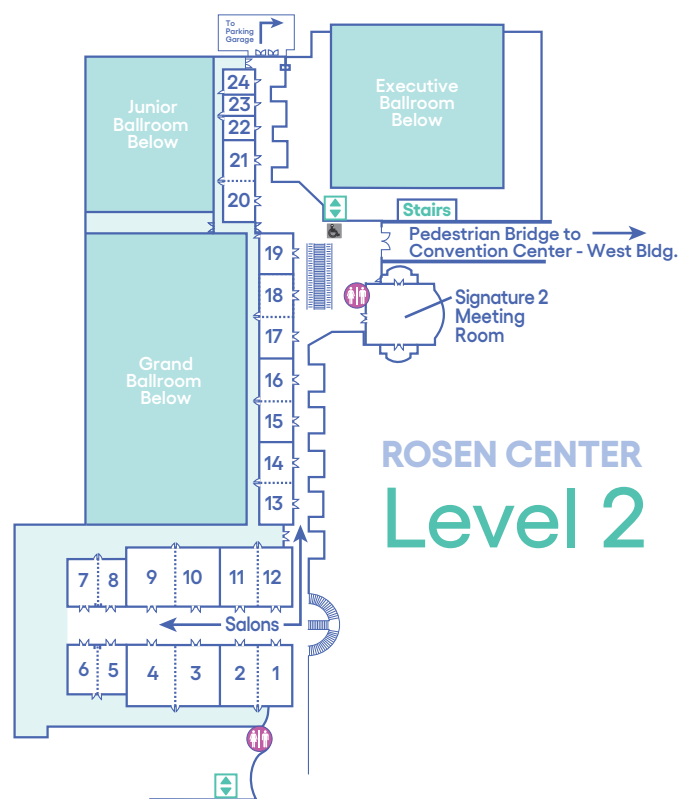 To
Parking
Garage
24
23
22
21
20
Junior
Ballroom
Below
Executive
Ballroom
Below
Stairs
Pedestrian Bridge to
Convention Center - West Bldg.
19
18
17
16
15
14
13
Signature 2
Meeting
Room
Grand
Ballroom
Below
ROSEN CENTER
Level 2
7
8
9
10
11
12
Salons
6
5
4
3
2
1